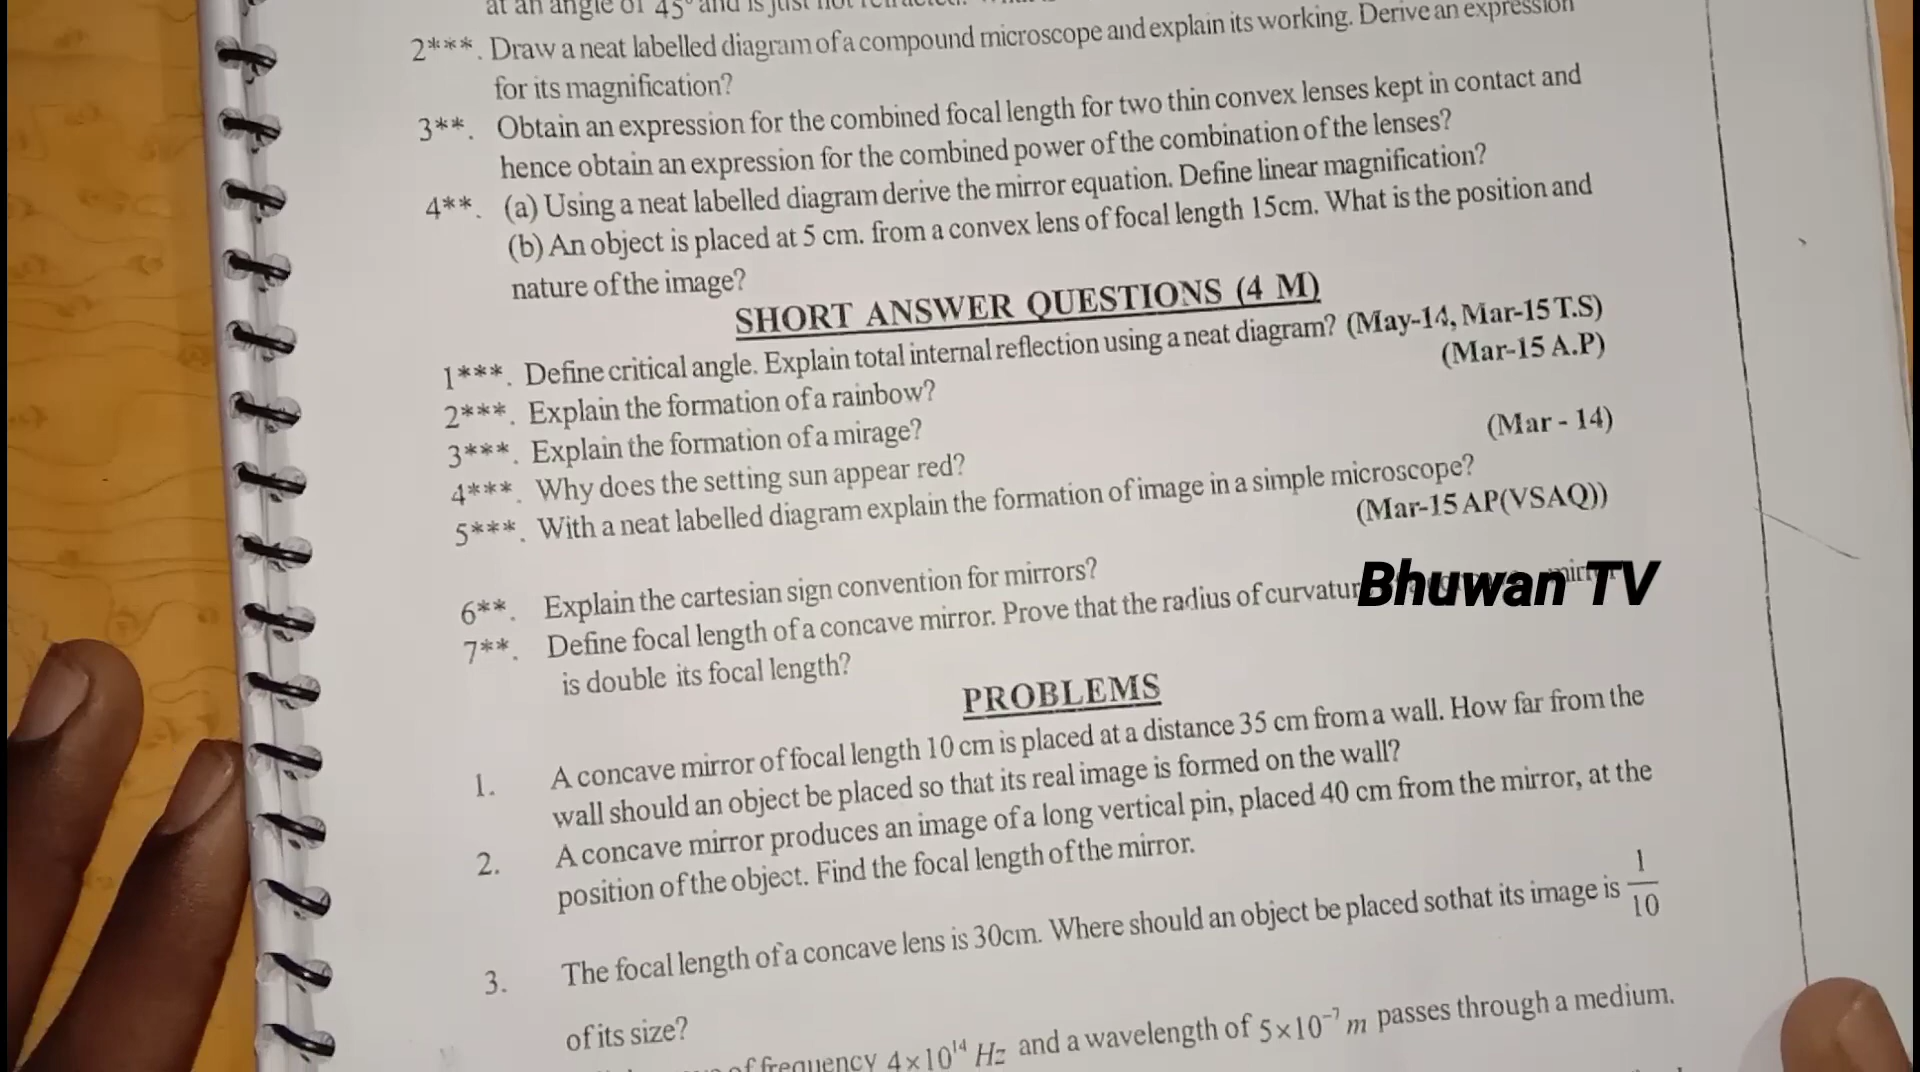 at an angle of 45° and is just not refracted.
2***. Draw a neat labelled diagram of a compound microscope and explain its working. Derive an expression
for its magnification?
3**. Obtain an expression for the combined focal length for two thin convex lenses kept in contact and
hence obtain an expression for the combined power of the combination of the lenses?
4**. (a) Using a neat labelled diagram derive the mirror equation. Define linear magnification?
(b) An object is placed at 5 cm. from a convex lens of focal length 15cm. What is the position and
nature of the image?
SHORT ANSWER QUESTIONS (4 M)
1***. Define critical angle. Explain total internal reflection using a neat diagram? (May-14, Mar-15 T.S)
2***. Explain the formation of a rainbow? (Mar-15 A.P)
3***. Explain the formation of a mirage?
4***. Why does the setting sun appear red? (Mar - 14)
5***. With a neat labelled diagram explain the formation of image in a simple microscope?
(Mar-15 AP(VSAQ))
6**. Explain the cartesian sign convention for mirrors?
7**. Define focal length of a concave mirror. Prove that the radius of curvatur
Bhuwan TV
is double its focal length?
PROBLEMS
1. A concave mirror of focal length 10 cm is placed at a distance 35 cm from a wall. How far from the
wall should an object be placed so that its real image is formed on the wall?
2. A concave mirror produces an image of a long vertical pin, placed 40 cm from the mirror, at the
position of the object. Find the focal length of the mirror.
3. The focal length of a concave lens is 30cm. Where should an object be placed sothat its image is 1/10
of its size?
of frequency 4×10¹⁴ Hz and a wavelength of 5×10⁻⁷ m passes through a medium.